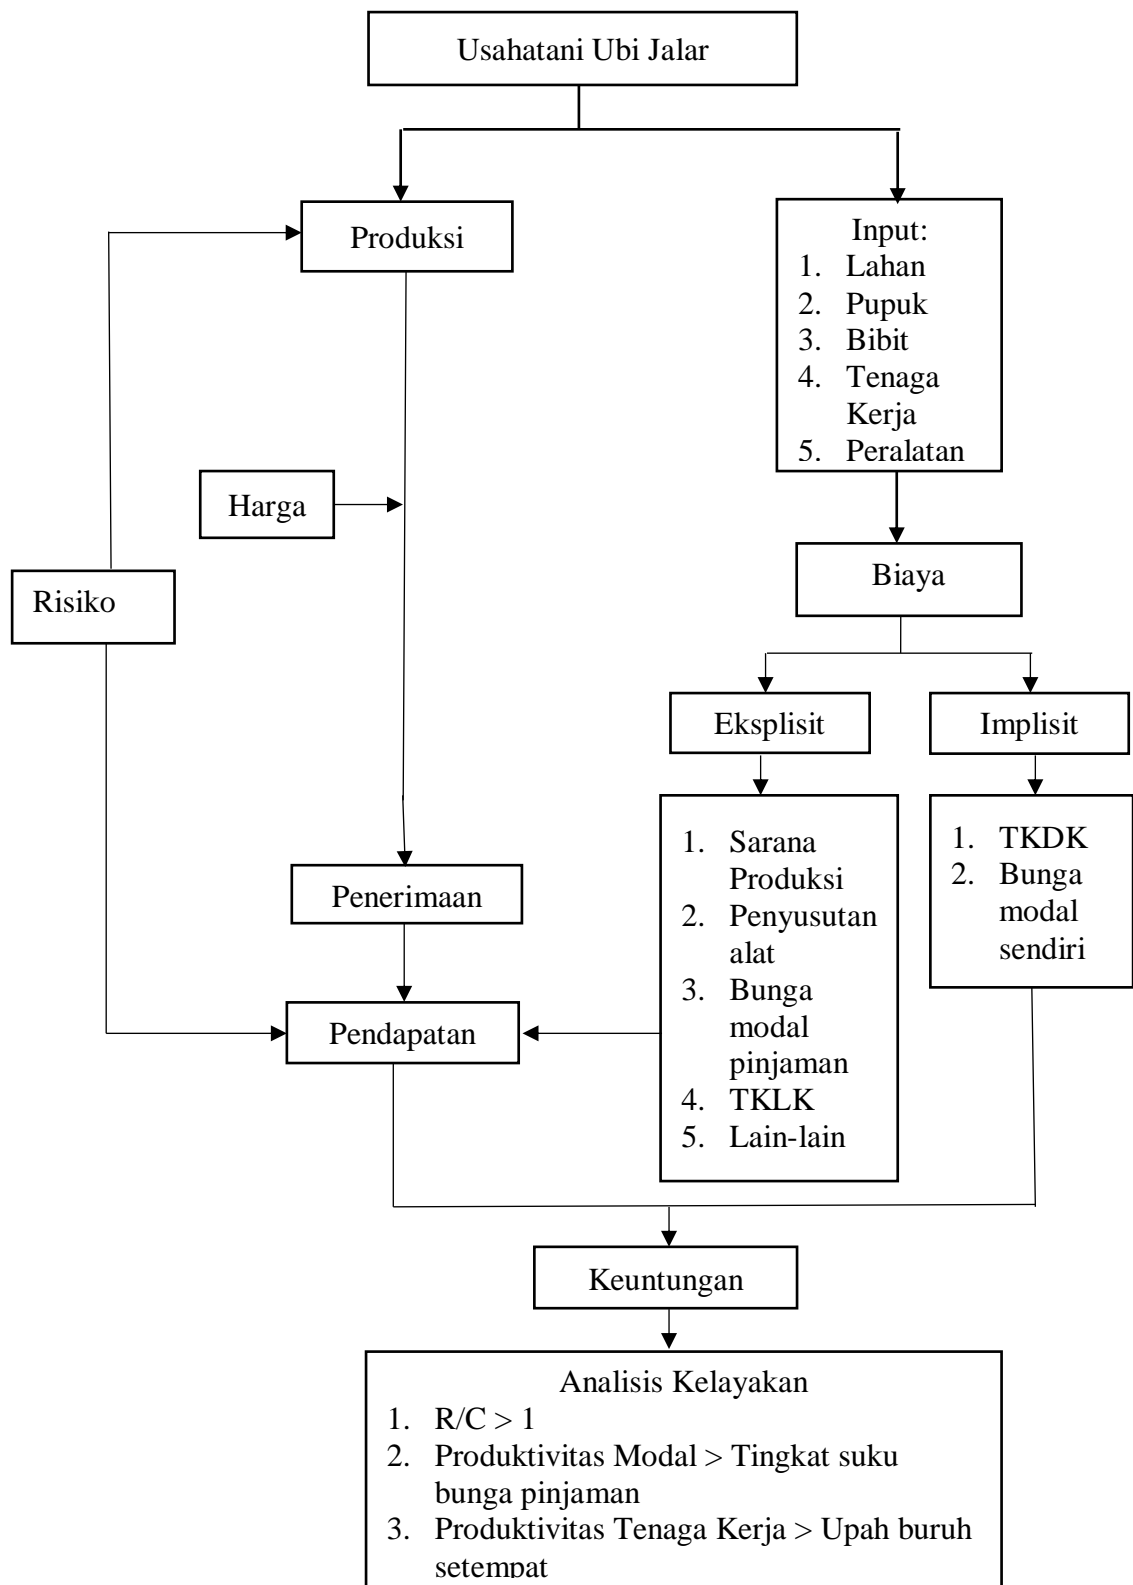 Usahatani Ubi Jalar
Produksi
Input:
1. Lahan
2. Pupuk
3. Bibit
4. Tenaga
Kerja
5. Peralatan
Harga
Biaya
Risiko
Eksplisit
Implisit
1. Sarana
Produksi
2. Penyusutan
alat
3. Bunga
modal
pinjaman
4. TKLK
5. Lain-lain
1. TKDK
2. Bunga
modal
sendiri
Penerimaan
Pendapatan
Keuntungan
Analisis Kelayakan
1. R/C > 1
2. Produktivitas Modal > Tingkat suku
bunga pinjaman
3. Produktivitas Tenaga Kerja > Upah buruh
setempat